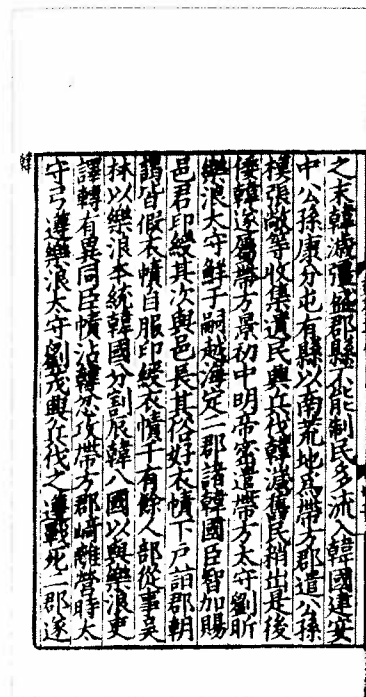 之末韓濊彊盛郡縣不能制民多流入韓國建安
中公孫康分屯有縣以南荒地爲帶方郡遣公孫
模張敞等收集遺民興兵伐韓濊舊民稍出是後
倭韓遂屬帶方景初中明帝密遣帶方太守劉昕
樂浪太守鮮于嗣越海定二郡諸韓國臣智加賜
邑君印綬其次與邑長其俗好衣幘下戶詣郡朝
謁皆假衣幘自服印綬衣幘千有餘人部從事吳
林以樂浪本統韓國分割辰韓八國以與樂浪吏
譯轉有異同臣幘沾韓忿攻帶方郡崎離營時太
守弓遵樂浪太守劉茂興兵伐之遵戰死二郡遂
韓